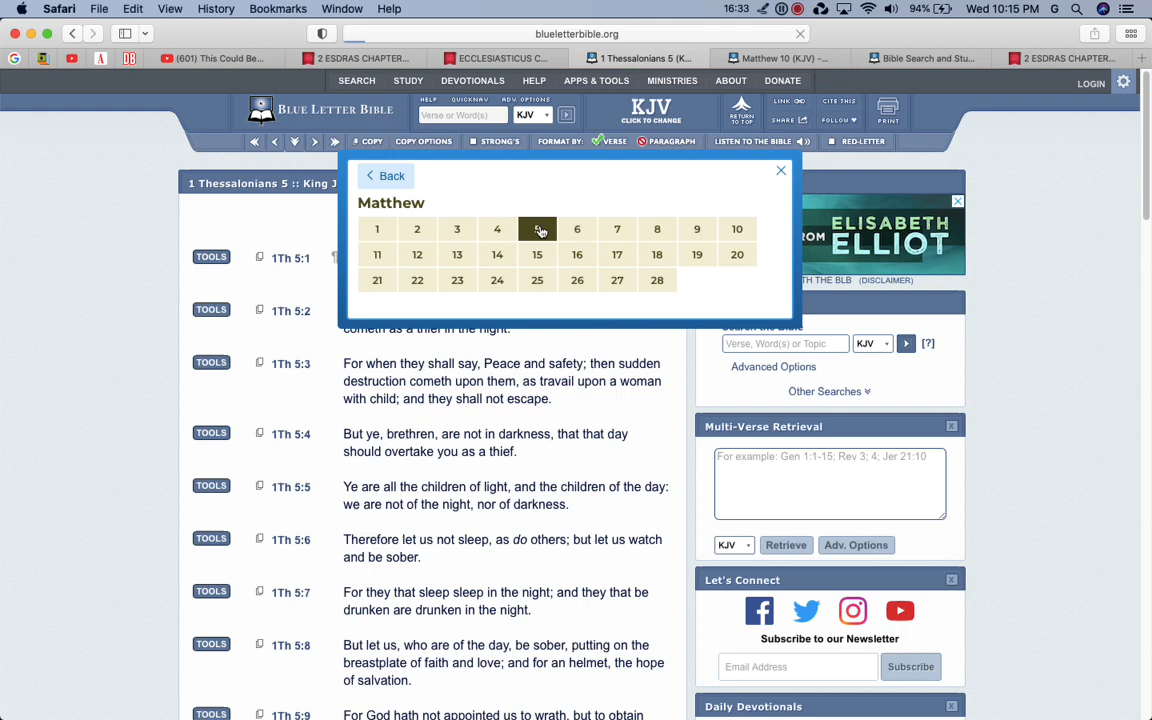 Safari File Edit View History Bookmarks Window Help 16:33 94% Wed 10:15 PM G
blueletterbible.org
(601) This Could Be... 2 ESDRAS CHAPTER... ECCLESIASTICUS C... 1 Thessalonians 5 (K... Matthew 10 (KJV) -... Bible Search and Stu... 2 ESDRAS CHAPTER...
SEARCH STUDY DEVOTIONALS HELP APPS & TOOLS MINISTRIES ABOUT DONATE LOGIN
BLUE LETTER BIBLE
HELP QUICKNAV ADV. OPTIONS
Verse or Word(s) KJV
KJV
CLICK TO CHANGE
RETURN TO TOP
LINK CITE THIS
SHARE FOLLOW PRINT
COPY COPY OPTIONS STRONG'S FORMAT BY: VERSE PARAGRAPH LISTEN TO THE BIBLE RED-LETTER
Back
Matthew
1 2 3 4 5 6 7 8 9 10
11 12 13 14 15 16 17 18 19 20
21 22 23 24 25 26 27 28
1 Thessalonians 5 :: King J
TOOLS 1Th 5:1 ¶
TOOLS 1Th 5:2
cometh as a thief in the night.
TOOLS 1Th 5:3 For when they shall say, Peace and safety; then sudden
destruction cometh upon them, as travail upon a woman
with child; and they shall not escape.
TOOLS 1Th 5:4 But ye, brethren, are not in darkness, that that day
should overtake you as a thief.
TOOLS 1Th 5:5 Ye are all the children of light, and the children of the day:
we are not of the night, nor of darkness.
TOOLS 1Th 5:6 Therefore let us not sleep, as do others; but let us watch
and be sober.
TOOLS 1Th 5:7 For they that sleep sleep in the night; and they that be
drunken are drunken in the night.
TOOLS 1Th 5:8 But let us, who are of the day, be sober, putting on the
breastplate of faith and love; and for an helmet, the hope
of salvation.
TOOLS 1Th 5:9 For God hath not appointed us to wrath, but to obtain
ELISABETH
ROM ELLIOT
TH THE BLB (DISCLAIMER)
Search the Bible
Verse, Word(s) or Topic KJV [?]
Advanced Options
Other Searches
Multi-Verse Retrieval
For example: Gen 1:1-15; Rev 3; 4; Jer 21:10
KJV Retrieve Adv. Options
Let's Connect
Subscribe to our Newsletter
Email Address Subscribe
Daily Devotionals